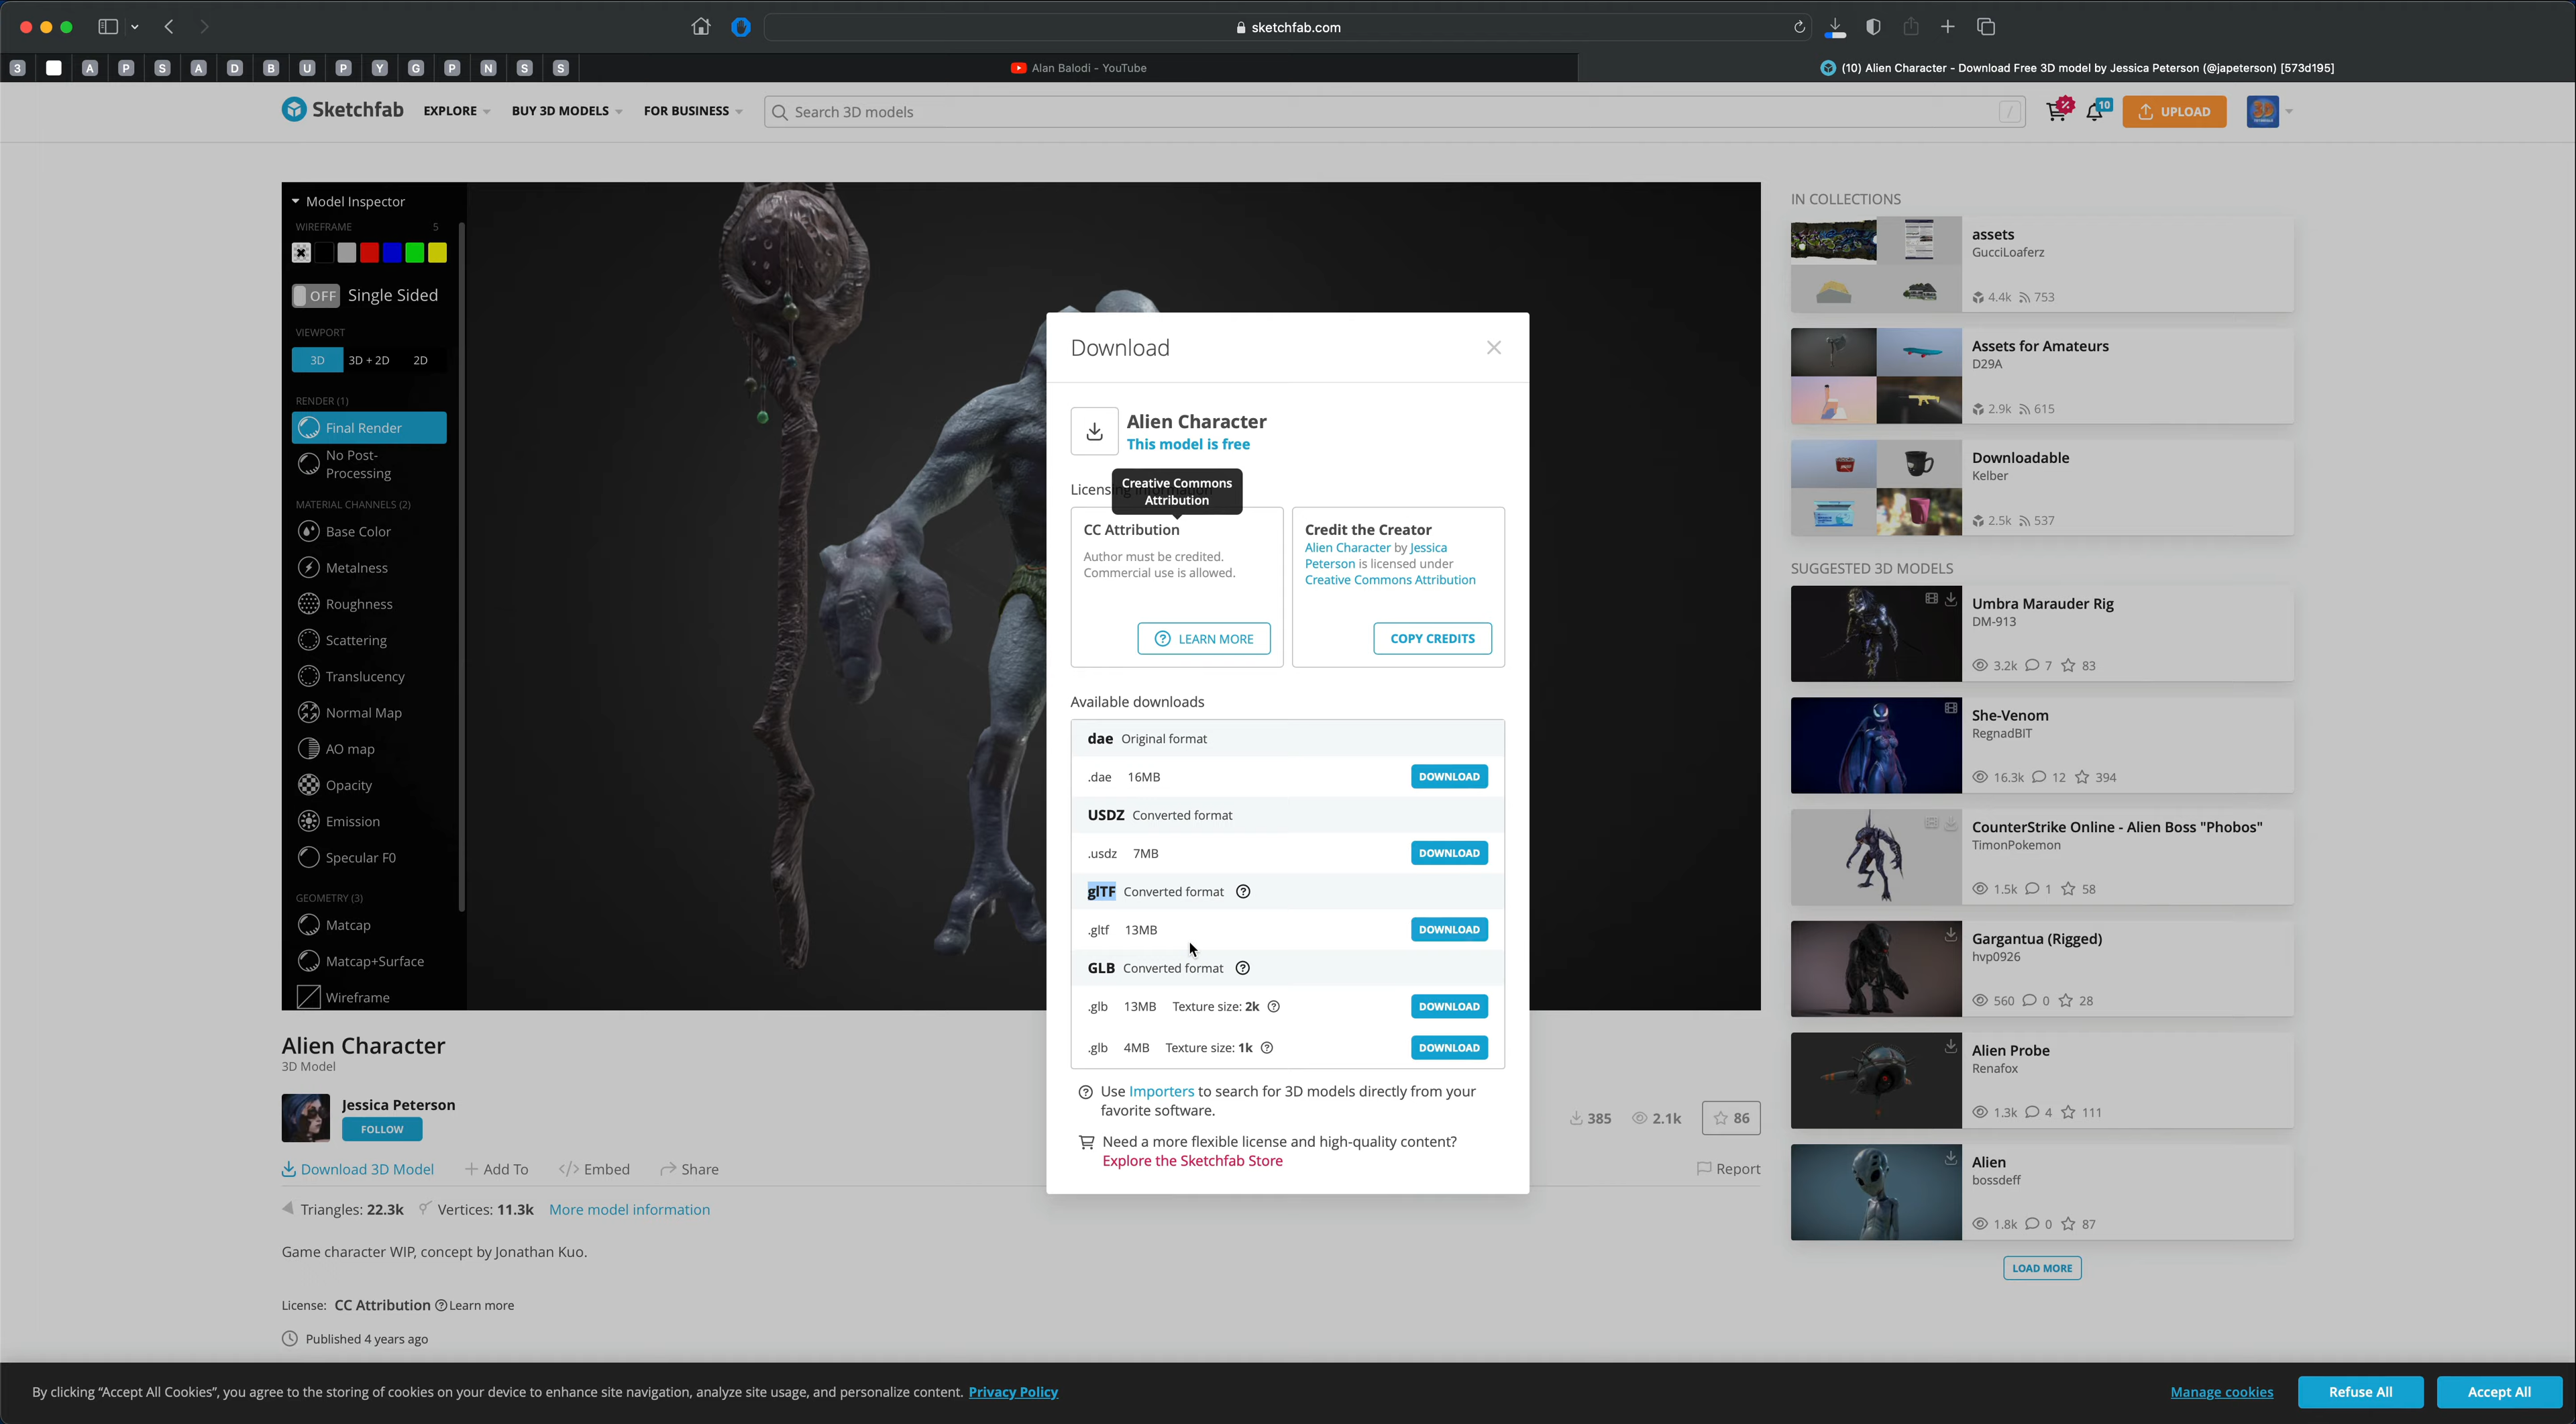 sketchfab.com
3 A P S A D B U P Y G P N S S
Alan Balodi - YouTube
(10) Alien Character - Download Free 3D model by Jessica Peterson (@japeterson) [573d195]
Sketchfab
EXPLORE
BUY 3D MODELS
FOR BUSINESS
Search 3D models
/
%
10
UPLOAD
Model Inspector
WIREFRAME 5
OFF Single Sided
VIEWPORT
3D 3D + 2D 2D
RENDER (1)
Final Render
No Post-
Processing
MATERIAL CHANNELS (2)
Base Color
Metalness
Roughness
Scattering
Translucency
Normal Map
AO map
Opacity
Emission
Specular F0
GEOMETRY (3)
Matcap
Matcap+Surface
Wireframe
Download
Alien Character
This model is free
Creative Commons
Attribution
CC Attribution
Author must be credited.
Commercial use is allowed.
LEARN MORE
Credit the Creator
Alien Character by Jessica
Peterson is licensed under
Creative Commons Attribution
COPY CREDITS
Available downloads
dae Original format
.dae 16MB DOWNLOAD
USDZ Converted format
.usdz 7MB DOWNLOAD
glTF Converted format
.gltf 13MB DOWNLOAD
GLB Converted format
.glb 13MB Texture size: 2k DOWNLOAD
.glb 4MB Texture size: 1k DOWNLOAD
Use Importers to search for 3D models directly from your
favorite software.
Need a more flexible license and high-quality content?
Explore the Sketchfab Store
IN COLLECTIONS
assets
GucciLoaferz
4.4k 753
Assets for Amateurs
D29A
2.9k 615
Downloadable
Kelber
2.5k 537
SUGGESTED 3D MODELS
Umbra Marauder Rig
DM-913
3.2k 7 83
She-Venom
RegnadBIT
16.3k 12 394
CounterStrike Online - Alien Boss "Phobos"
TimonPokemon
1.5k 1 58
Gargantua (Rigged)
hvp0926
560 0 28
Alien Probe
Renafox
1.3k 4 111
Alien
bossdeff
1.8k 0 87
LOAD MORE
Alien Character
3D Model
Jessica Peterson
FOLLOW
385 2.1k 86
Download 3D Model Add To Embed Share Report
Triangles: 22.3k Vertices: 11.3k More model information
Game character WIP, concept by Jonathan Kuo.
License: CC Attribution Learn more
Published 4 years ago
By clicking "Accept All Cookies", you agree to the storing of cookies on your device to enhance site navigation, analyze site usage, and personalize content. Privacy Policy
Manage cookies
Refuse All
Accept All